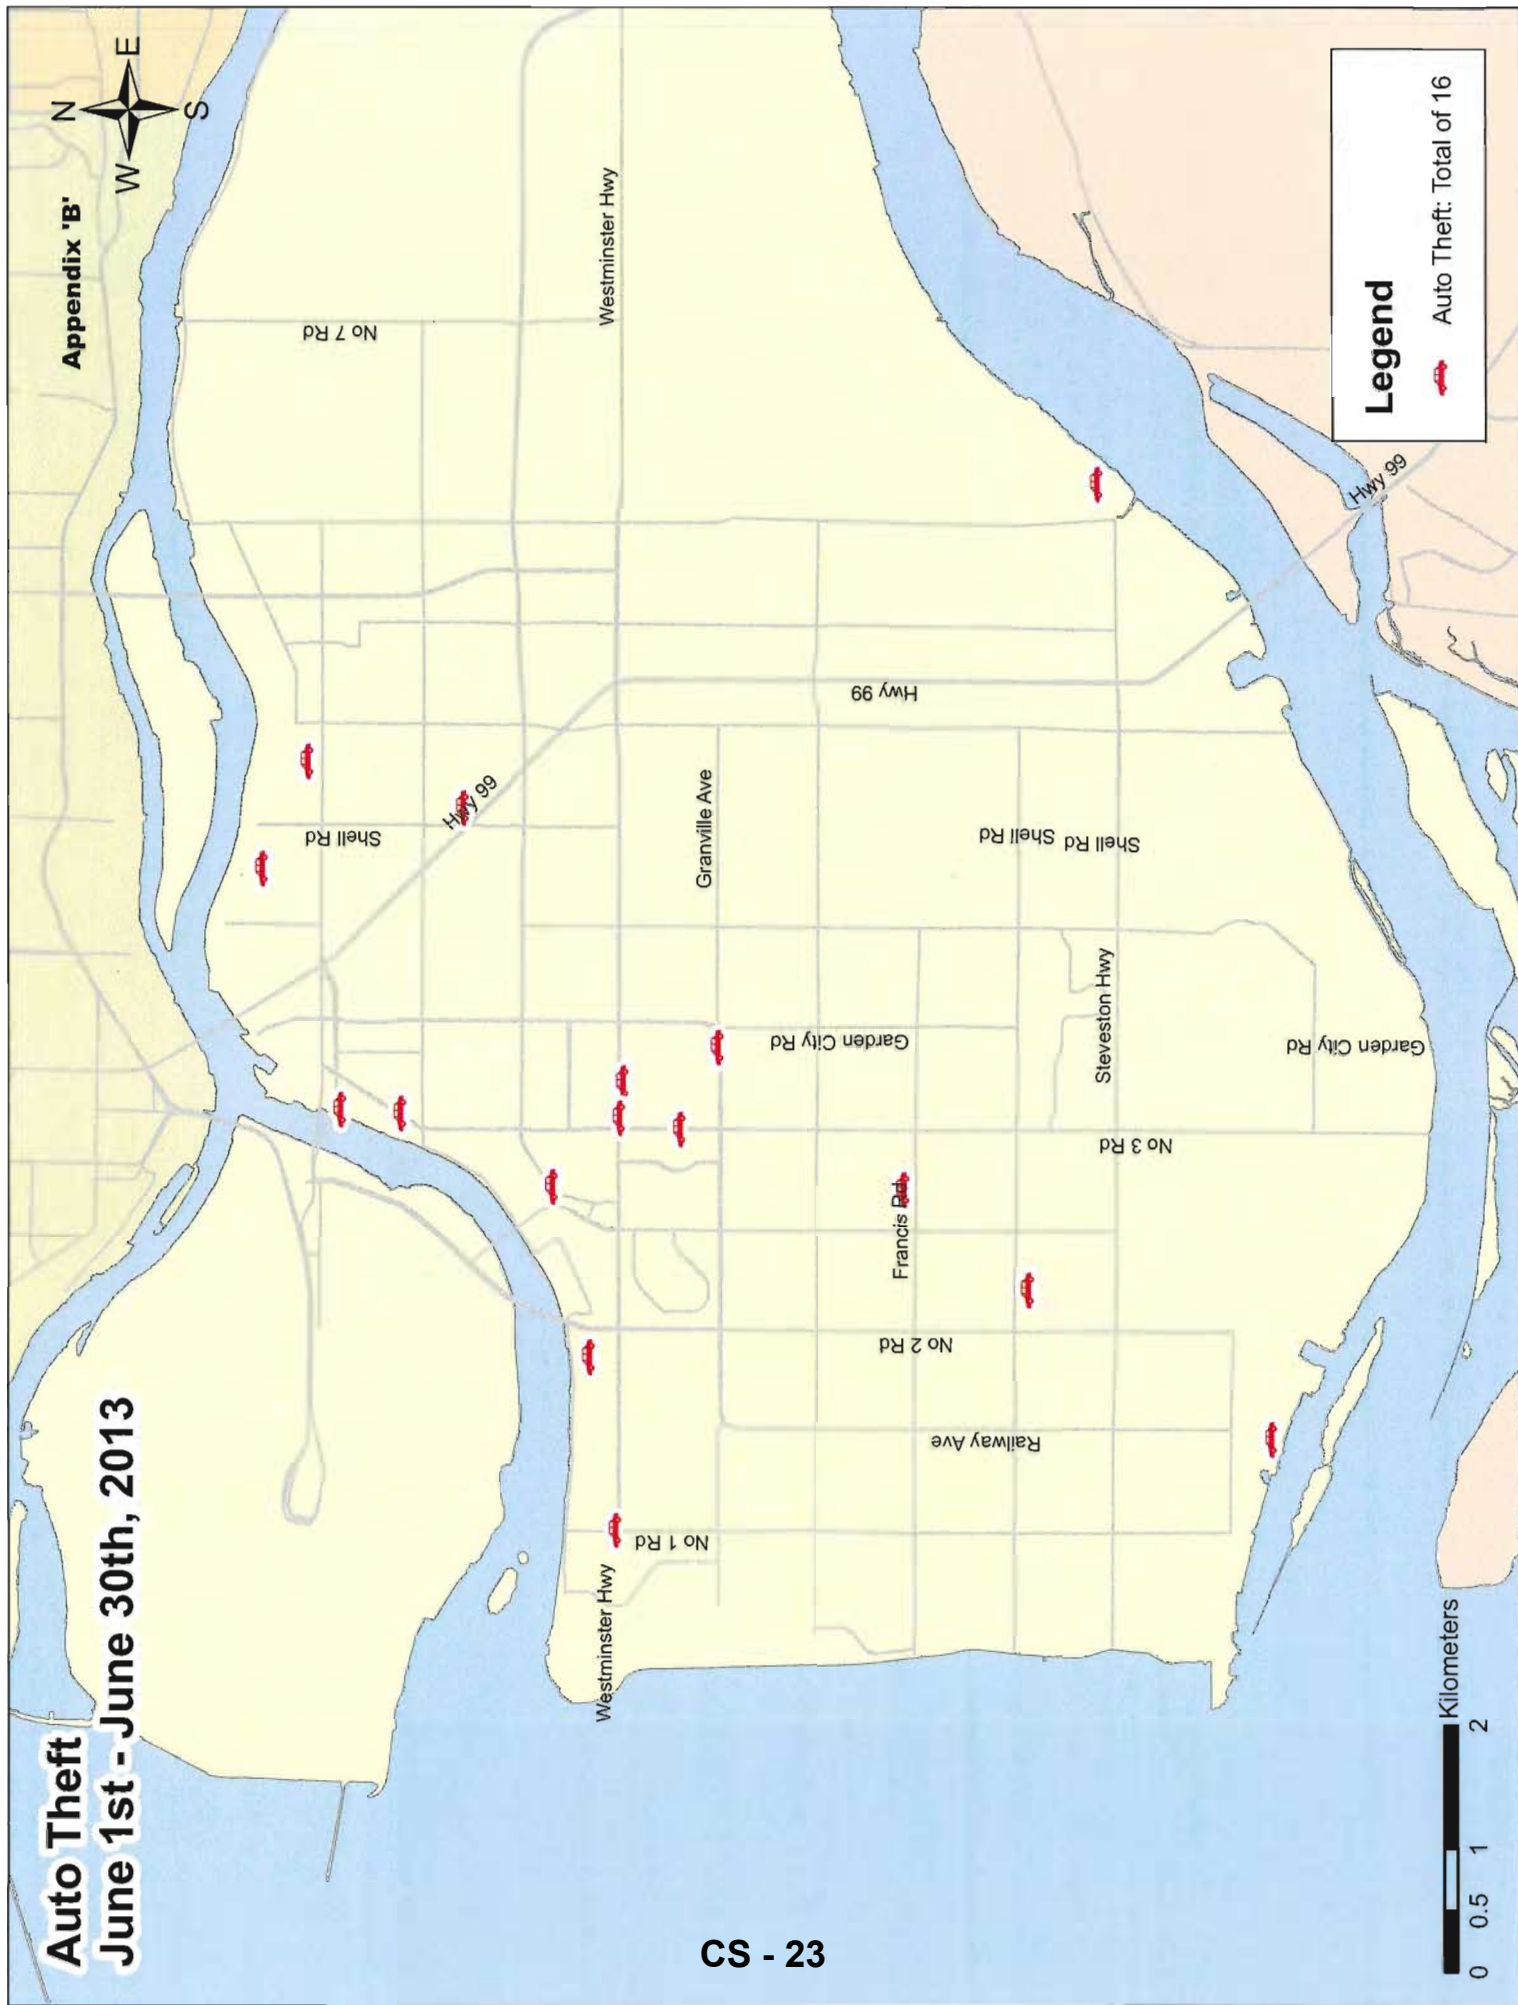 Auto Theft
June 1st - June 30th, 2013
Appendix 'B'
N
W
E
S
No 7 Rd
Westminster Hwy
Shell Rd
Hwy 99
Granville Ave
Hwy 99
Shell Rd
Shell Rd
Garden City Rd
Steveston Hwy
Garden City Rd
No 3 Rd
Francis Rd
No 2 Rd
Railway Ave
No 1 Rd
Westminster Hwy
Hwy 99
Legend
Auto Theft: Total of 16
Kilometers
0 0.5 1 2
CS - 23